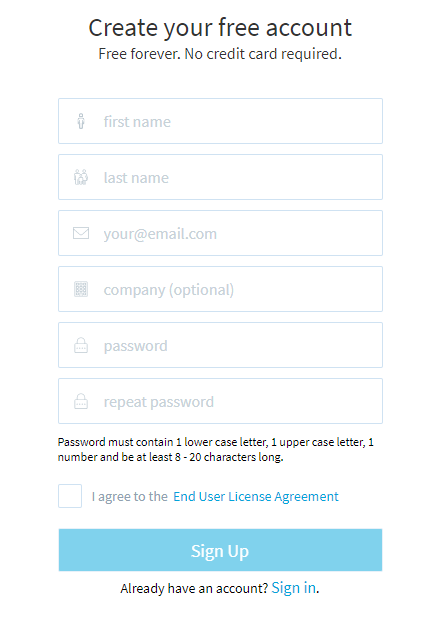 Create your free account
Free forever. No credit card required.
first name
last name
your@email.com
company (optional)
password
repeat password
Password must contain 1 lower case letter, 1 upper case letter, 1
number and be at least 8 - 20 characters long.
I agree to the End User License Agreement
Sign Up
Already have an account? Sign in.